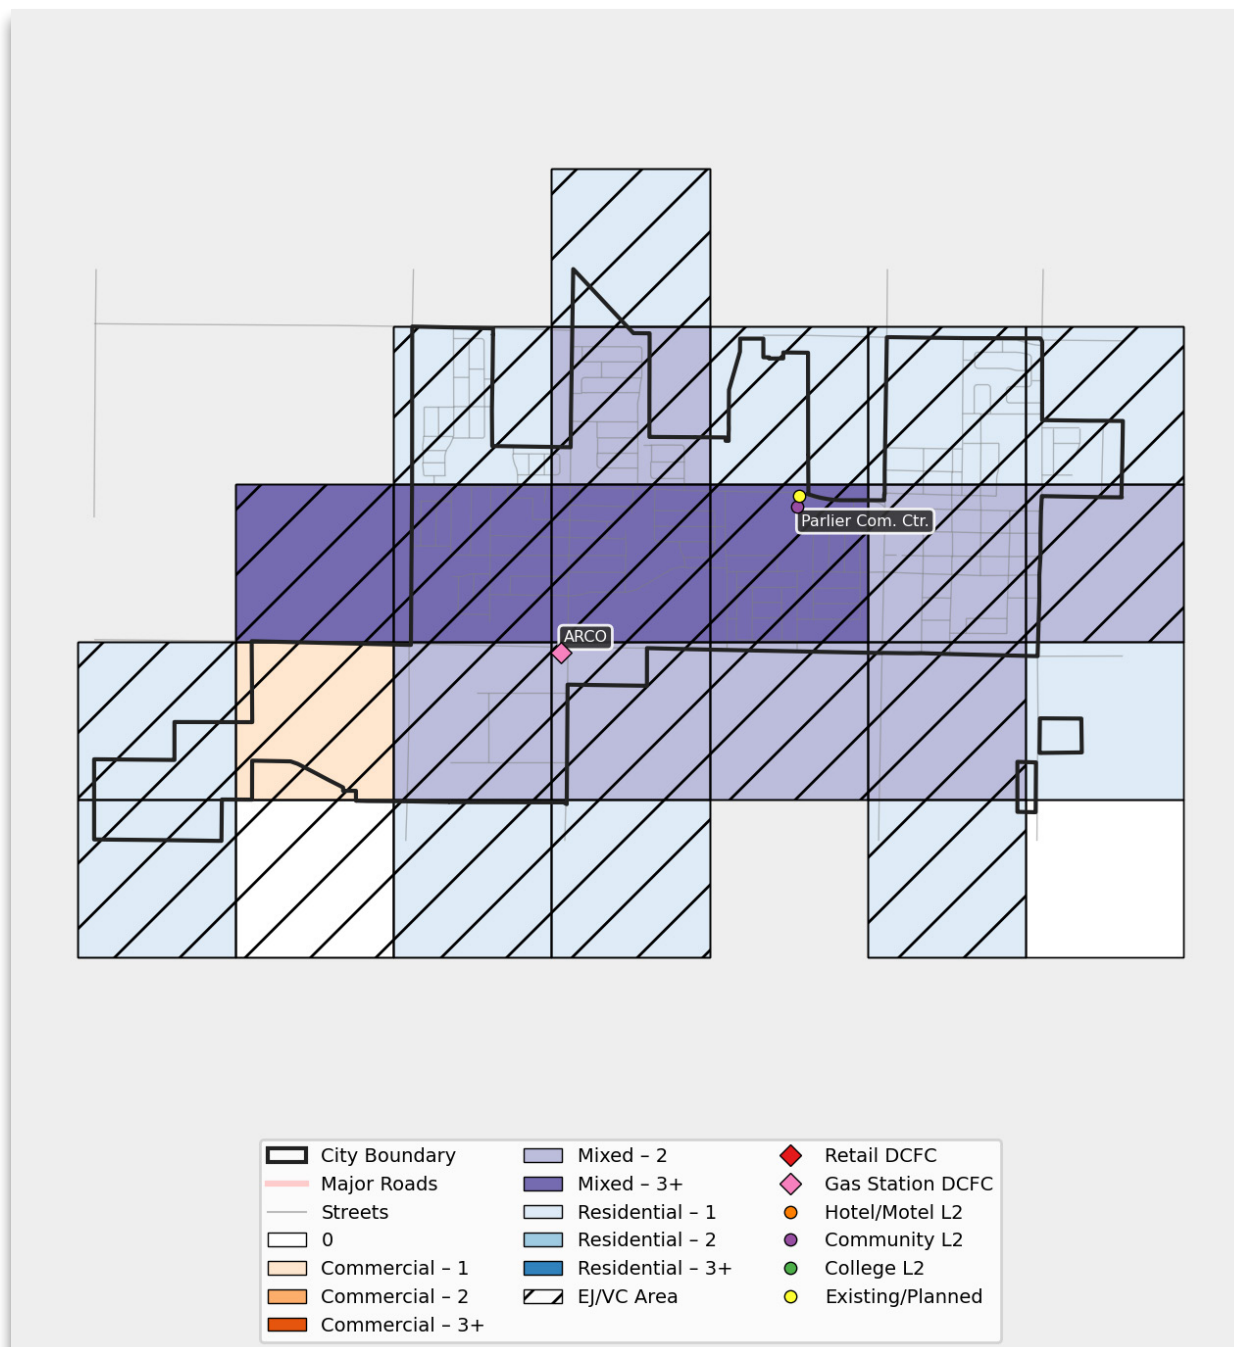 Parlier Com. Ctr.
ARCO
City Boundary
Major Roads
Streets
0
Commercial – 1
Commercial – 2
Commercial – 3+
Mixed – 2
Mixed – 3+
Residential – 1
Residential – 2
Residential – 3+
EJ/VC Area
Retail DCFC
Gas Station DCFC
Hotel/Motel L2
Community L2
College L2
Existing/Planned